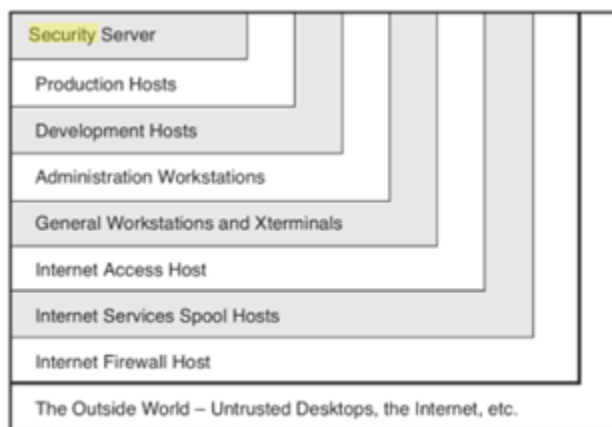 Security Server
Production Hosts
Development Hosts
Administration Workstations
General Workstations and Xterminals
Internet Access Host
Internet Services Spool Hosts
Internet Firewall Host
The Outside World – Untrusted Desktops, the Internet, etc.